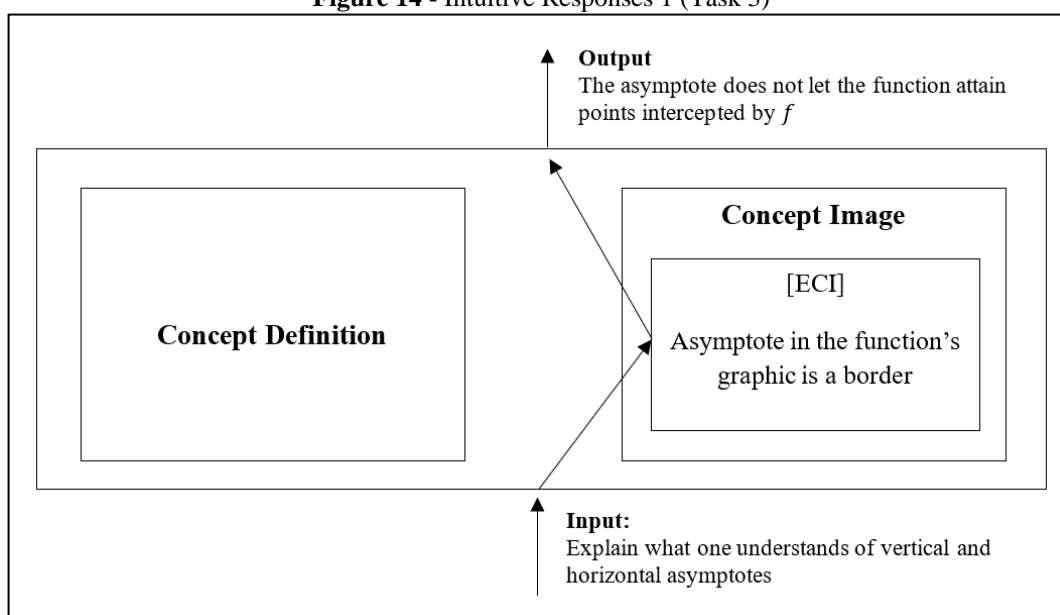 Figure 14 - Intuitive Responses 1 (Task 3)
Output
The asymptote does not let the function attain
points intercepted by f
Concept Definition
Concept Image
[ECI]
Asymptote in the function's
graphic is a border
Input:
Explain what one understands of vertical and
horizontal asymptotes